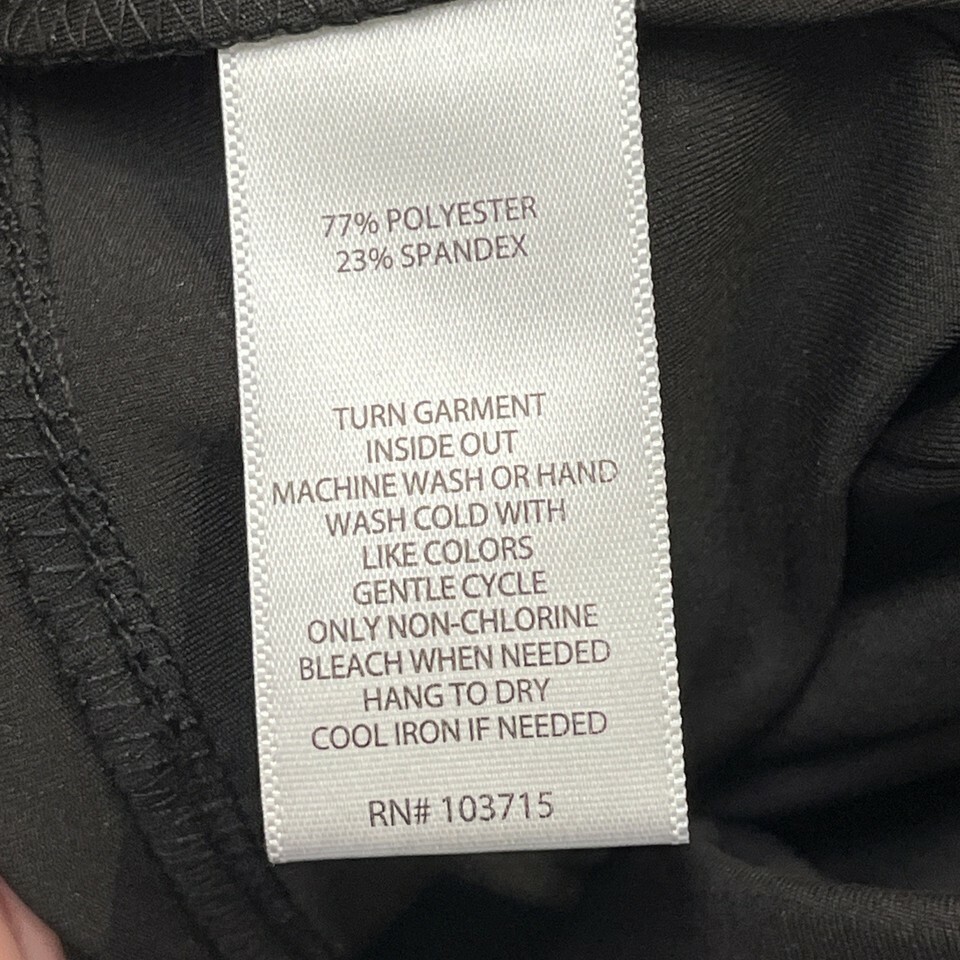 77% POLYESTER
23% SPANDEX
TURN GARMENT
INSIDE OUT
MACHINE WASH OR HAND
WASH COLD WITH
LIKE COLORS
GENTLE CYCLE
ONLY NON-CHLORINE
BLEACH WHEN NEEDED
HANG TO DRY
COOL IRON IF NEEDED
RN# 103715